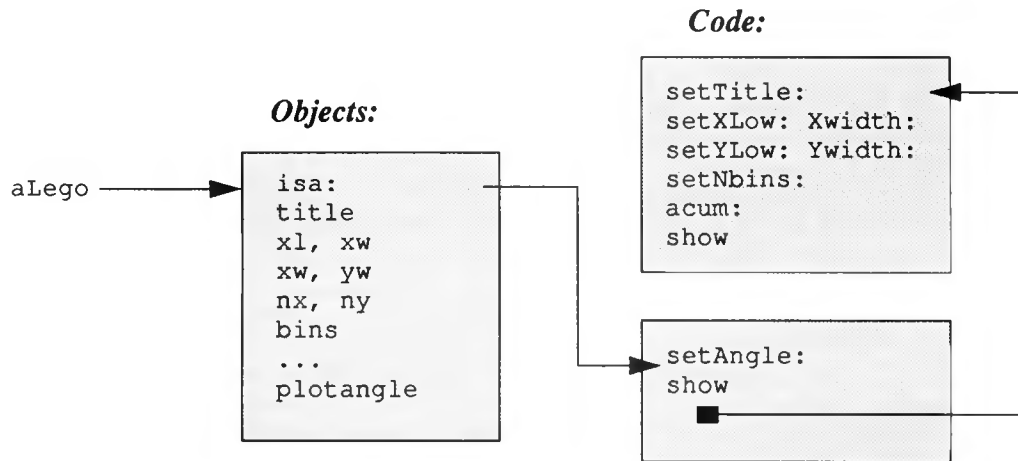 Code:
setTitle:
setXLow: Xwidth:
setYLow: Ywidth:
setNbins:
acum:
show
Objects:
aLego
isa:
title
xl, xw
xw, yw
nx, ny
bins
...
plotangle
setAngle:
show